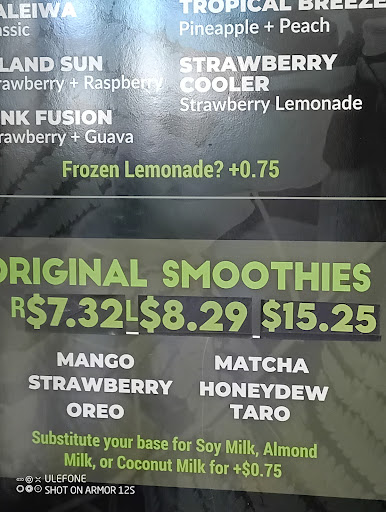 ALEIWA
assic
LAND SUN
rawberry + Raspberry
NK FUSION
rawberry + Guava
TROPICAL BREEZE
Pineapple + Peach
STRAWBERRY
COOLER
Strawberry Lemonade
Frozen Lemonade? +0.75
ORIGINAL SMOOTHIES
R$7.32 L$8.29 $15.25
MANGO
STRAWBERRY
OREO
MATCHA
HONEYDEW
TARO
Substitute your base for Soy Milk, Almond
Milk, or Coconut Milk for +$0.75
ULEFONE
SHOT ON ARMOR 12S